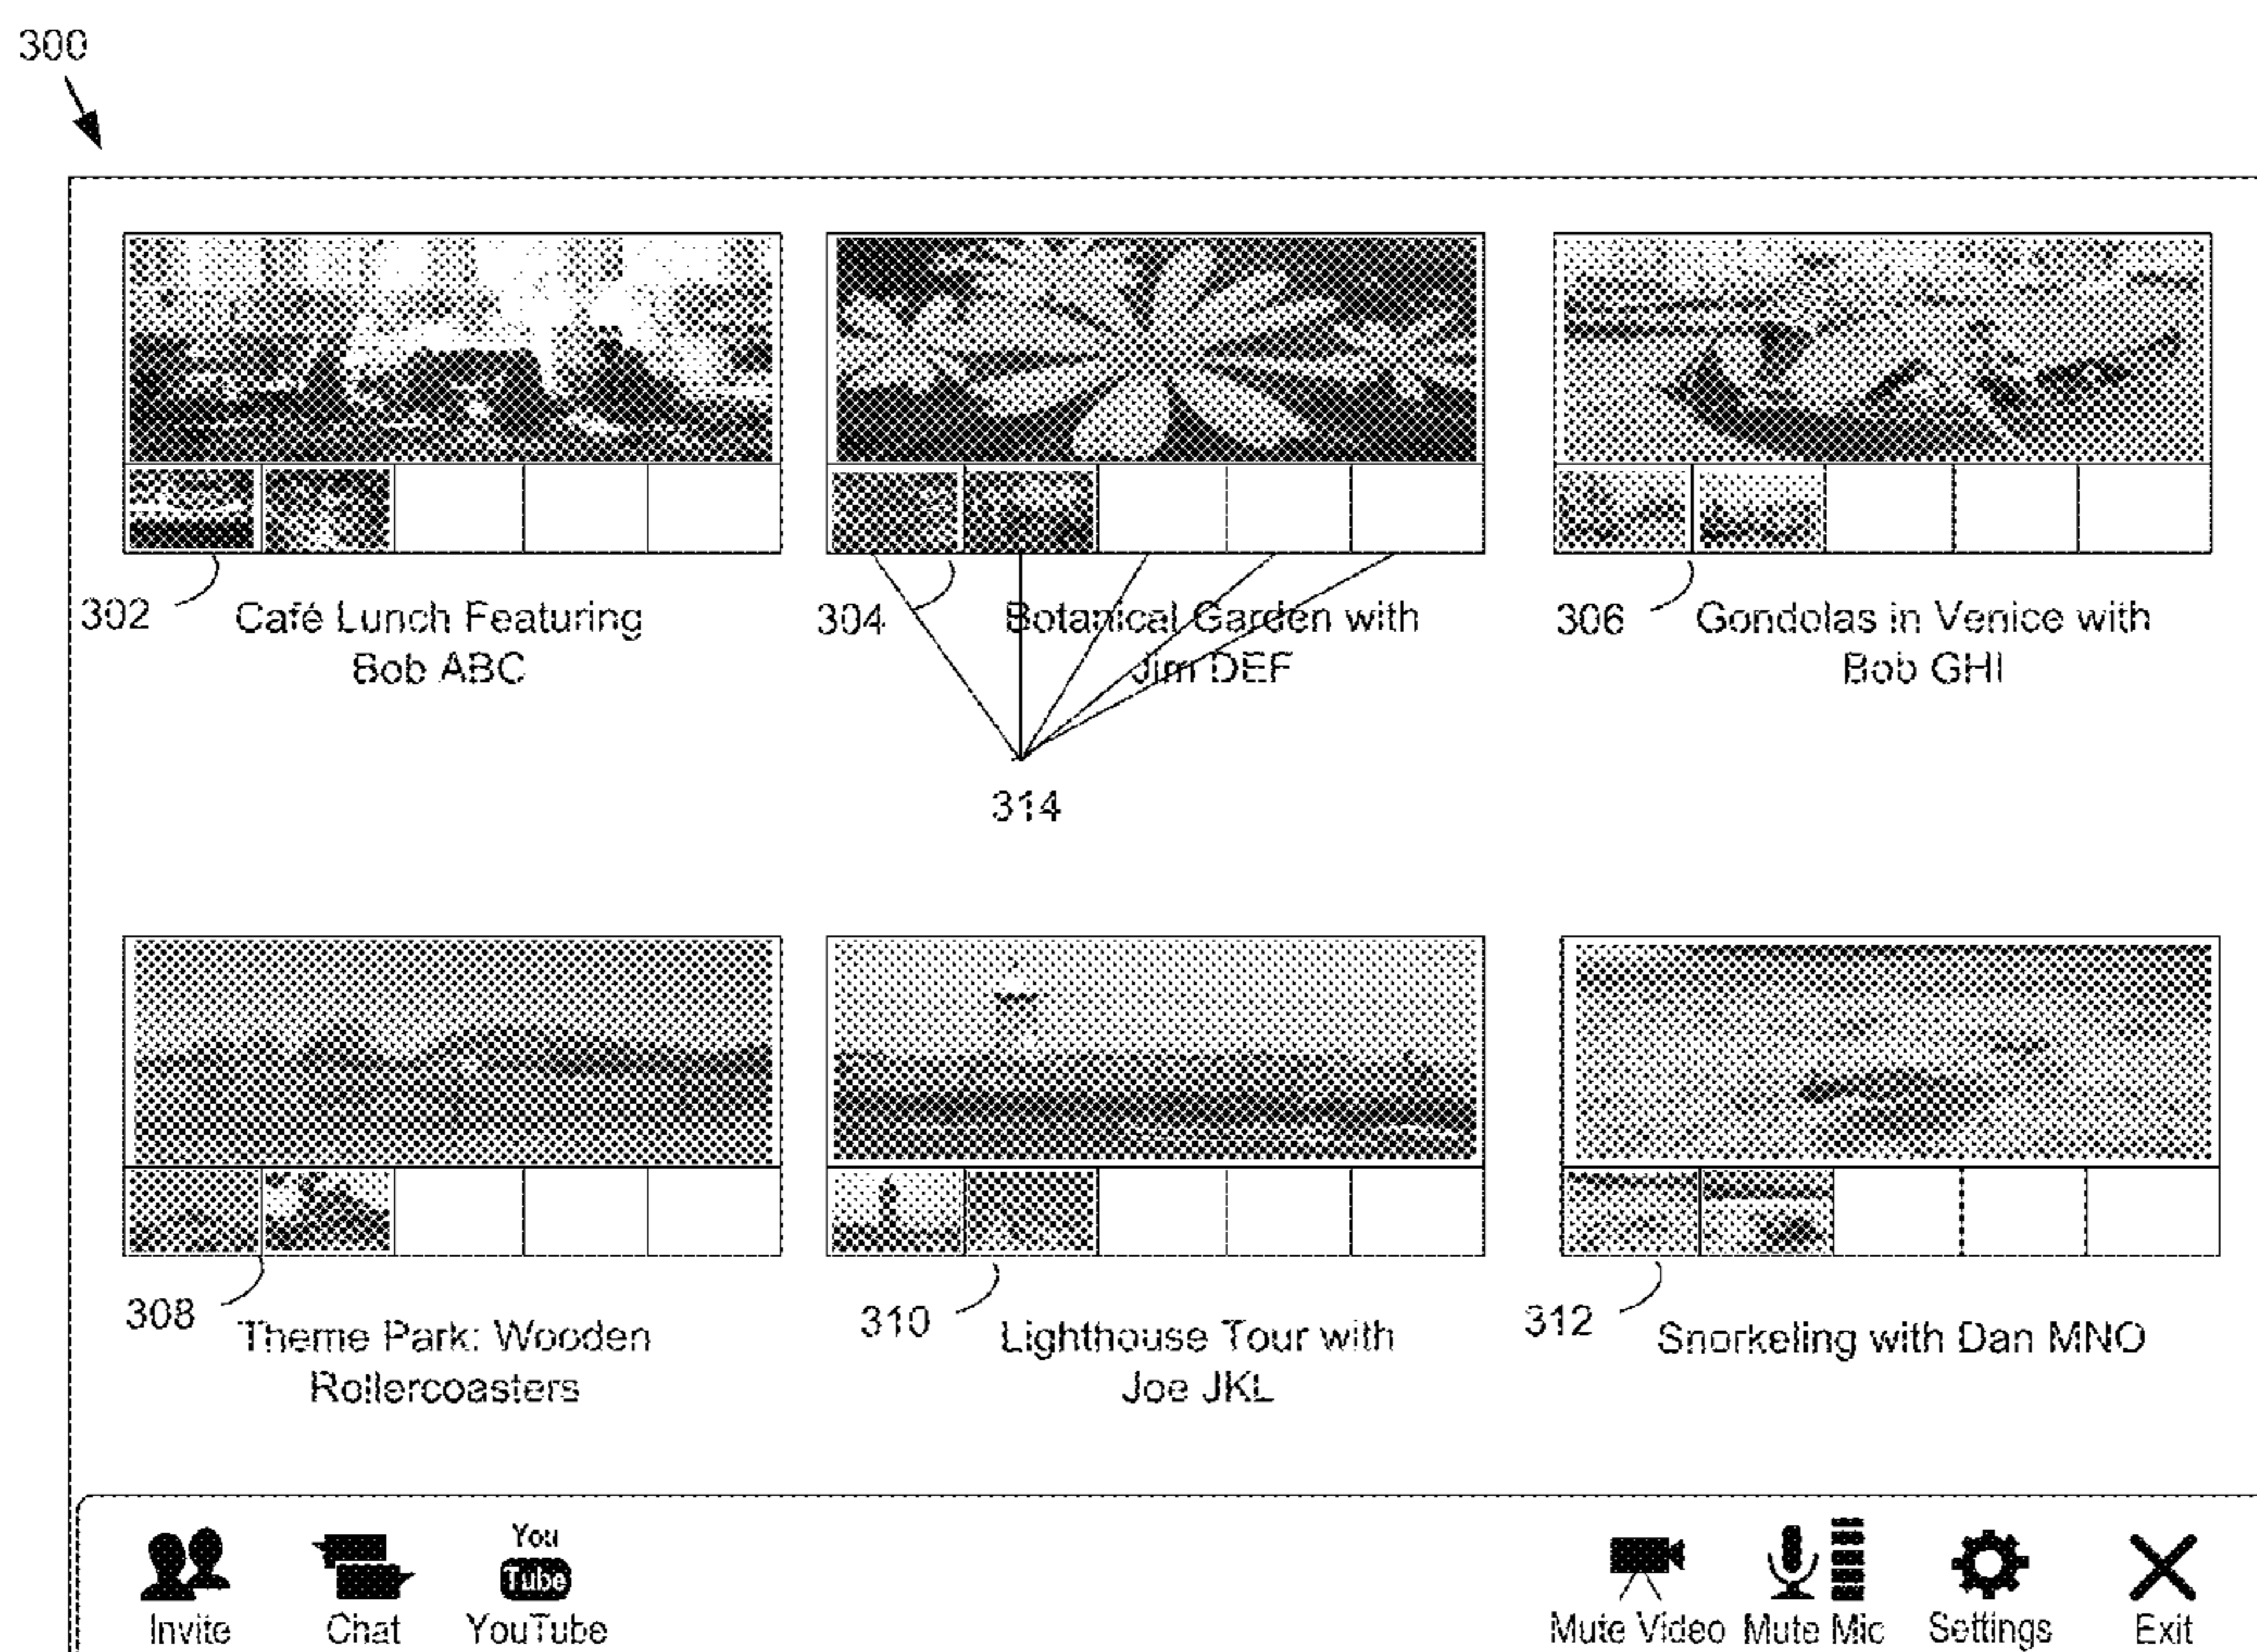 300
302
Café Lunch Featuring
Bob ABC
304
Botanical Garden with
Jim DEF
306
Gondolas in Venice with
Bob GHI
314
308
Theme Park: Wooden
Rollercoasters
310
Lighthouse Tour with
Joe JKL
312
Snorkeling with Dan MNO
Invite
Chat
You
Tube
YouTube
Mute Video
Mute Mic
Settings
Exit